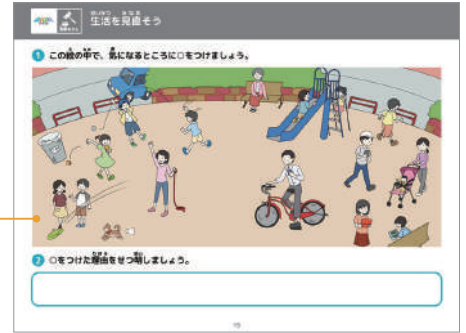 生活を見直そう
❶ この絵の中で、気になるところに○をつけましょう。
❷ ○をつけた理由をせつ明しましょう。